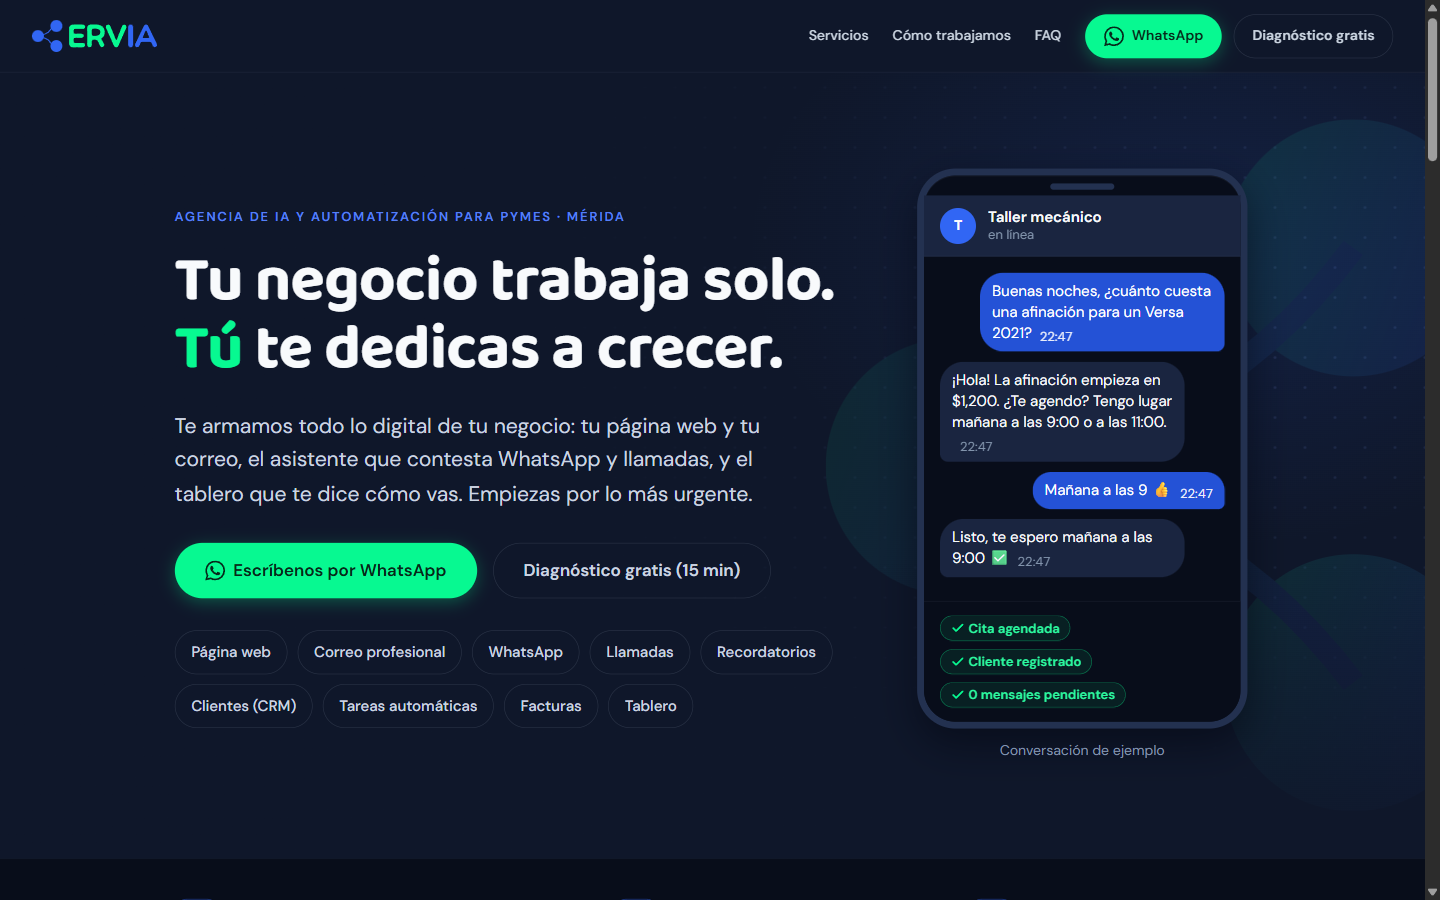 ERVIA
Servicios
Cómo trabajamos
FAQ
WhatsApp
Diagnóstico gratis
AGENCIA DE IA Y AUTOMATIZACIÓN PARA PYMES · MÉRIDA
Tu negocio trabaja solo.
Tú te dedicas a crecer.
Te armamos todo lo digital de tu negocio: tu página web y tu
correo, el asistente que contesta WhatsApp y llamadas, y el
tablero que te dice cómo vas. Empiezas por lo más urgente.
Escríbenos por WhatsApp
Diagnóstico gratis (15 min)
Página web
Correo profesional
WhatsApp
Llamadas
Recordatorios
Clientes (CRM)
Tareas automáticas
Facturas
Tablero
T
Taller mecánico
en línea
Buenas noches, ¿cuánto cuesta
una afinación para un Versa
2021? 22:47
¡Hola! La afinación empieza en
$1,200. ¿Te agendo? Tengo lugar
mañana a las 9:00 o a las 11:00.
22:47
Mañana a las 9 👍 22:47
Listo, te espero mañana a las
9:00 ✅ 22:47
✓ Cita agendada
✓ Cliente registrado
✓ 0 mensajes pendientes
Conversación de ejemplo